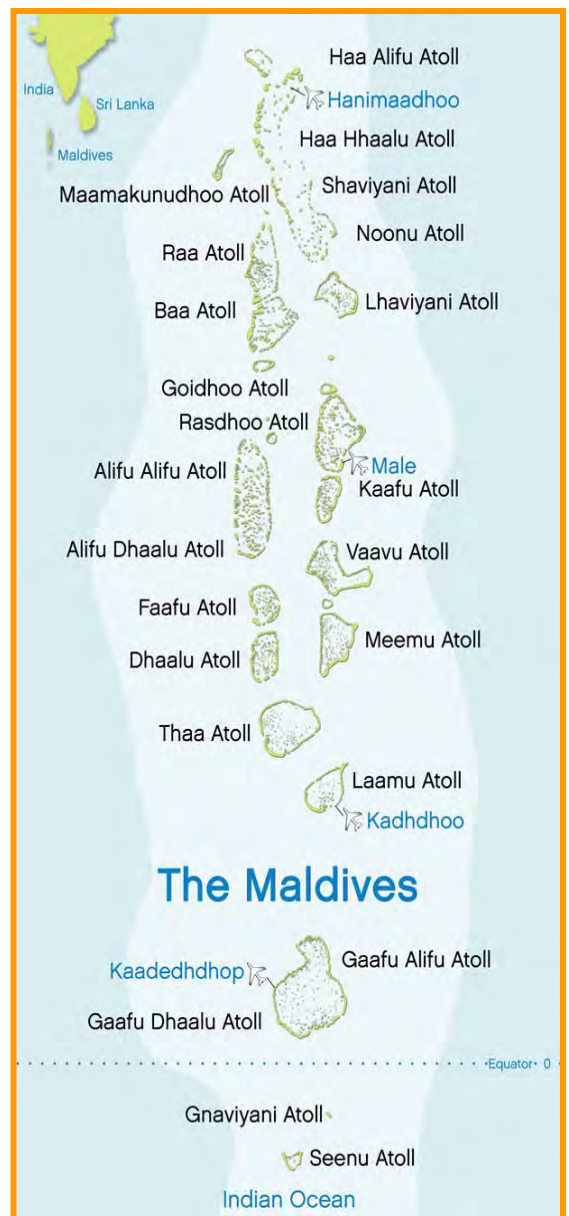 Haa Alifu Atoll
India
Hanimaadhoo
Sri Lanka
Haa Hhaalu Atoll
Maldives
Shaviyani Atoll
Maamakunudhoo Atoll
Noonu Atoll
Raa Atoll
Lhaviyani Atoll
Baa Atoll
Goidhoo Atoll
Rasdhoo Atoll
Male
Alifu Alifu Atoll
Kaafu Atoll
Alifu Dhaalu Atoll
Vaavu Atoll
Faafu Atoll
Meemu Atoll
Dhaalu Atoll
Thaa Atoll
Laamu Atoll
Kadhdhoo
The Maldives
Gaafu Alifu Atoll
Kaadedhdhop
Gaafu Dhaalu Atoll
Equator 0
Gnaviyani Atoll
Seenu Atoll
Indian Ocean